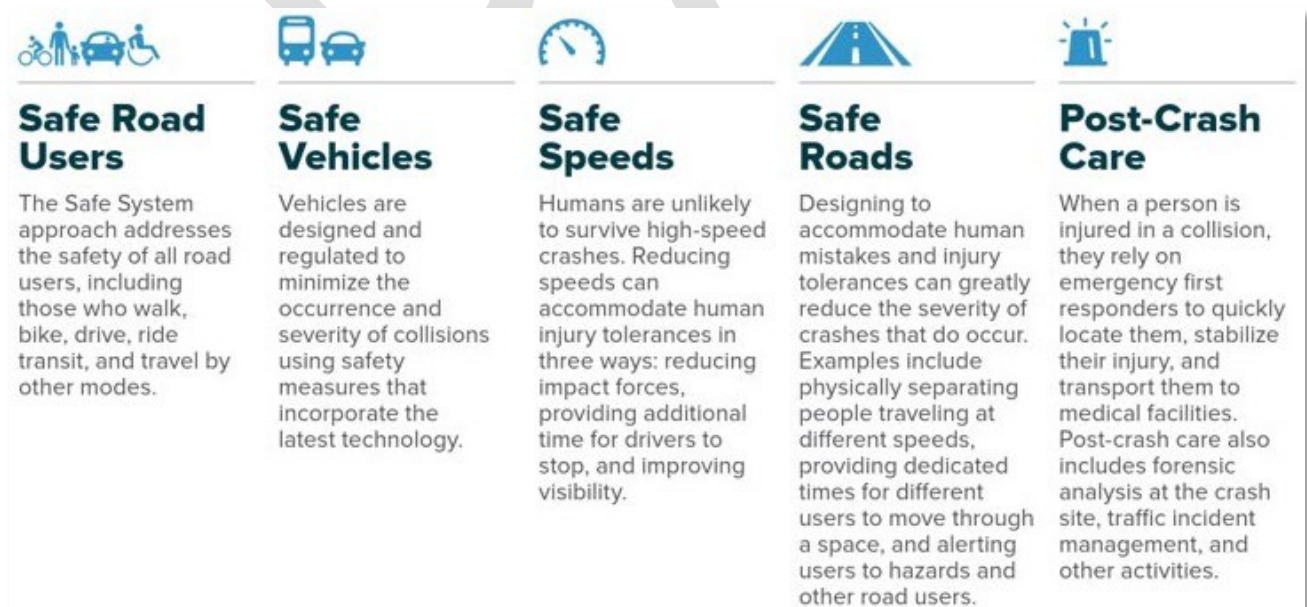 Safe Road
Users
The Safe System
approach addresses
the safety of all road
users, including
those who walk,
bike, drive, ride
transit, and travel by
other modes.
Safe
Vehicles
Vehicles are
designed and
regulated to
minimize the
occurrence and
severity of collisions
using safety
measures that
incorporate the
latest technology.
Safe
Speeds
Humans are unlikely
to survive high-speed
crashes. Reducing
speeds can
accommodate human
injury tolerances in
three ways: reducing
impact forces,
providing additional
time for drivers to
stop, and improving
visibility.
Safe
Roads
Designing to
accommodate human
mistakes and injury
tolerances can greatly
reduce the severity of
crashes that do occur.
Examples include
physically separating
people traveling at
different speeds,
providing dedicated
times for different
users to move through
a space, and alerting
users to hazards and
other road users.
Post-Crash
Care
When a person is
injured in a collision,
they rely on
emergency first
responders to quickly
locate them, stabilize
their injury, and
transport them to
medical facilities.
Post-crash care also
includes forensic
analysis at the crash
site, traffic incident
management, and
other activities.